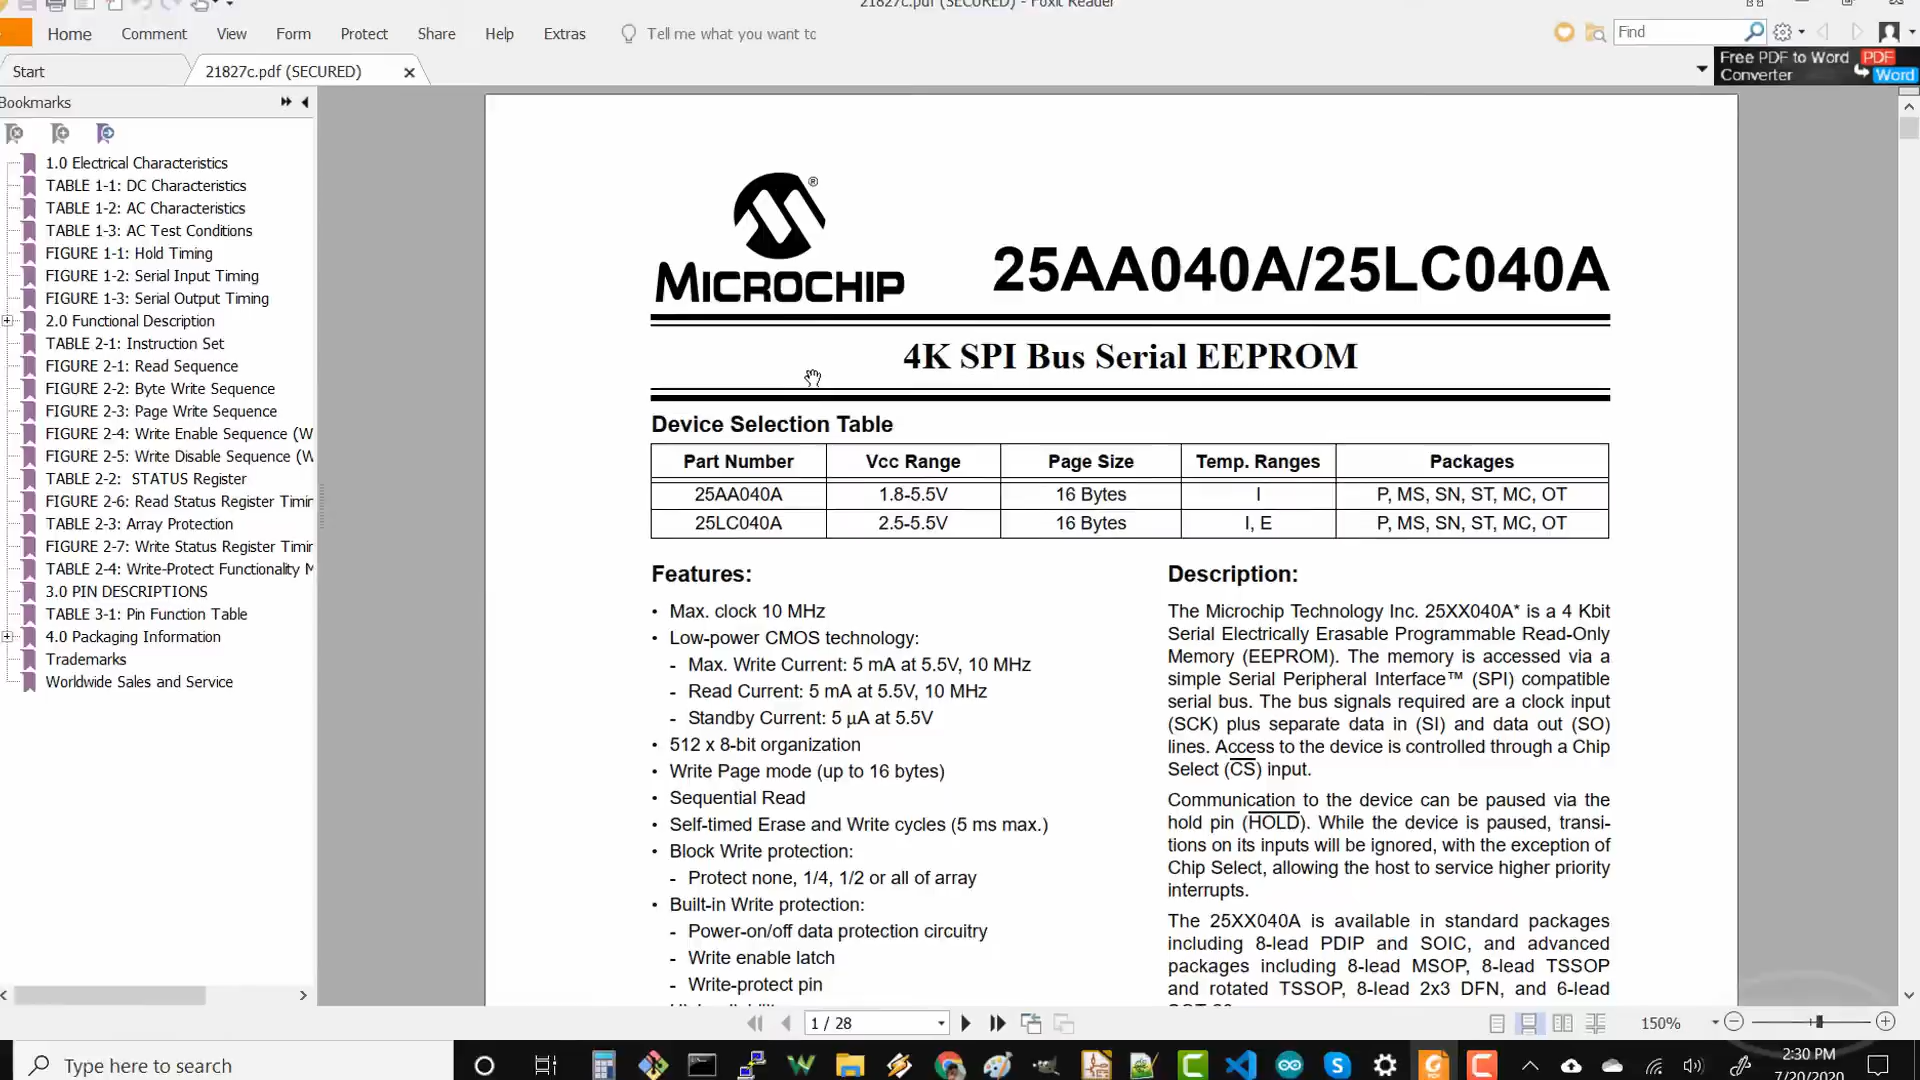 21827c.pdf (SECURED) - Foxit Reader
Home Comment View Form Protect Share Help Extras Tell me what you want to
Find
Start
21827c.pdf (SECURED)
Free PDF to Word
Converter
PDF
Word
Bookmarks
1.0 Electrical Characteristics
TABLE 1-1: DC Characteristics
TABLE 1-2: AC Characteristics
TABLE 1-3: AC Test Conditions
FIGURE 1-1: Hold Timing
FIGURE 1-2: Serial Input Timing
FIGURE 1-3: Serial Output Timing
2.0 Functional Description
TABLE 2-1: Instruction Set
FIGURE 2-1: Read Sequence
FIGURE 2-2: Byte Write Sequence
FIGURE 2-3: Page Write Sequence
FIGURE 2-4: Write Enable Sequence (W
FIGURE 2-5: Write Disable Sequence (W
TABLE 2-2: STATUS Register
FIGURE 2-6: Read Status Register Timin
TABLE 2-3: Array Protection
FIGURE 2-7: Write Status Register Timin
TABLE 2-4: Write-Protect Functionality M
3.0 PIN DESCRIPTIONS
TABLE 3-1: Pin Function Table
4.0 Packaging Information
Trademarks
Worldwide Sales and Service
MICROCHIP ®
25AA040A/25LC040A
4K SPI Bus Serial EEPROM
Device Selection Table
Part Number Vcc Range Page Size Temp. Ranges Packages
25AA040A 1.8-5.5V 16 Bytes I P, MS, SN, ST, MC, OT
25LC040A 2.5-5.5V 16 Bytes I, E P, MS, SN, ST, MC, OT
Features:
• Max. clock 10 MHz
• Low-power CMOS technology:
- Max. Write Current: 5 mA at 5.5V, 10 MHz
- Read Current: 5 mA at 5.5V, 10 MHz
- Standby Current: 5 µA at 5.5V
• 512 x 8-bit organization
• Write Page mode (up to 16 bytes)
• Sequential Read
• Self-timed Erase and Write cycles (5 ms max.)
• Block Write protection:
- Protect none, 1/4, 1/2 or all of array
• Built-in Write protection:
- Power-on/off data protection circuitry
- Write enable latch
- Write-protect pin
Description:
The Microchip Technology Inc. 25XX040A* is a 4 Kbit
Serial Electrically Erasable Programmable Read-Only
Memory (EEPROM). The memory is accessed via a
simple Serial Peripheral Interface™ (SPI) compatible
serial bus. The bus signals required are a clock input
(SCK) plus separate data in (SI) and data out (SO)
lines. Access to the device is controlled through a Chip
Select (CS) input.
Communication to the device can be paused via the
hold pin (HOLD). While the device is paused, transi-
tions on its inputs will be ignored, with the exception of
Chip Select, allowing the host to service higher priority
interrupts.
The 25XX040A is available in standard packages
including 8-lead PDIP and SOIC, and advanced
packages including 8-lead MSOP, 8-lead TSSOP
and rotated TSSOP, 8-lead 2x3 DFN, and 6-lead
1 / 28
150%
Type here to search
2:30 PM
7/20/2020